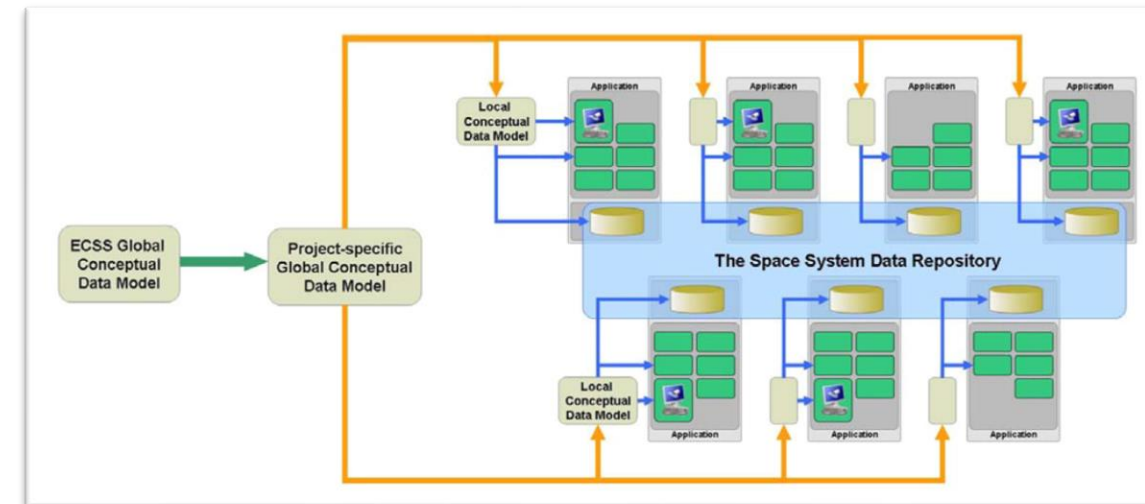 Application
Application
Application
Application
Local
Conceptual
Data Model
ECSS Global
Conceptual
Data Model
Project-specific
Global Conceptual
Data Model
The Space System Data Repository
Local
Conceptual
Data Model
Application
Application
Application